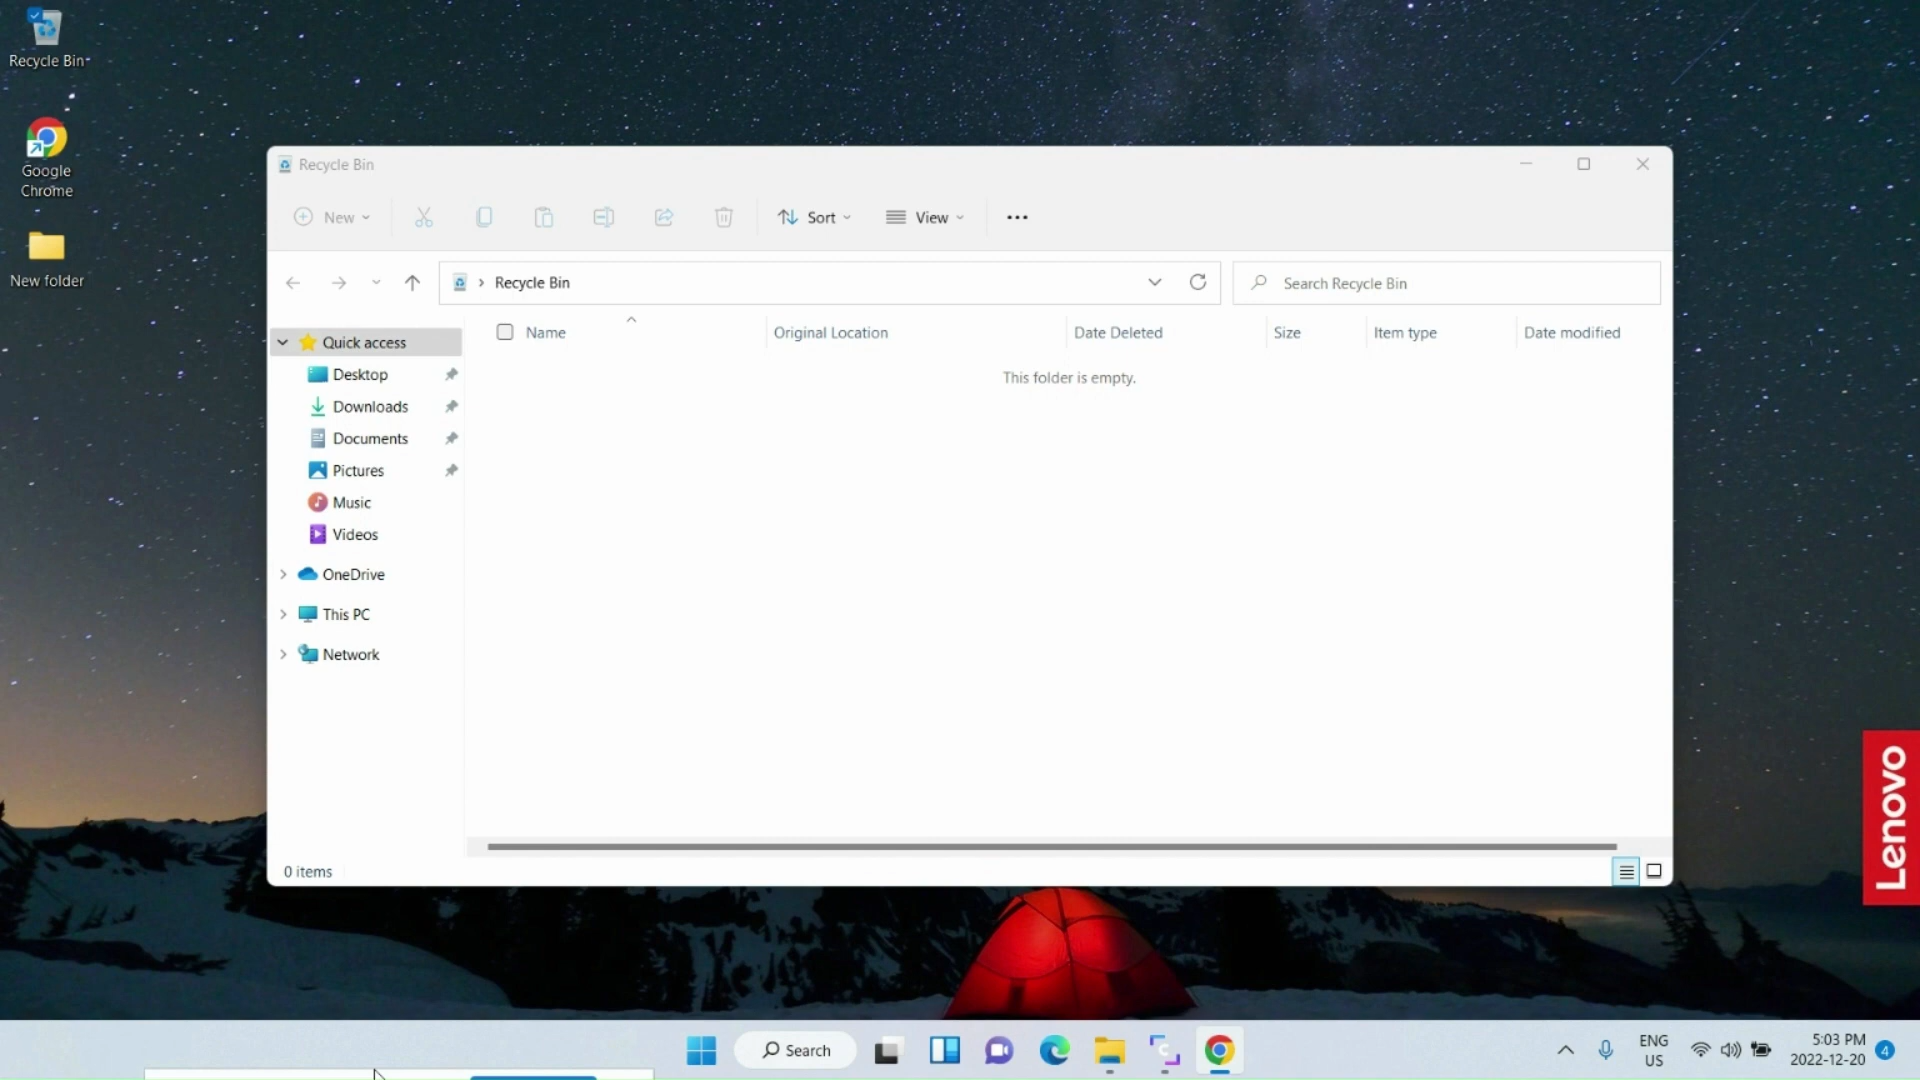 Recycle Bin
Google
Chrome
New folder
Recycle Bin
New
Sort
View
Recycle Bin
Search Recycle Bin
Quick access
Desktop
Downloads
Documents
Pictures
Music
Videos
OneDrive
This PC
Network
Name
Original Location
Date Deleted
Size
Item type
Date modified
This folder is empty.
0 items
Lenovo
Search
ENG
US
5:03 PM
2022-12-20
4